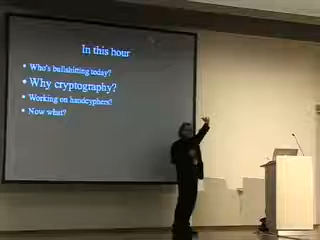 In this hour
• Who's bullshitting today?
• Why cryptography?
• Working on handcyphers!
• Now what?